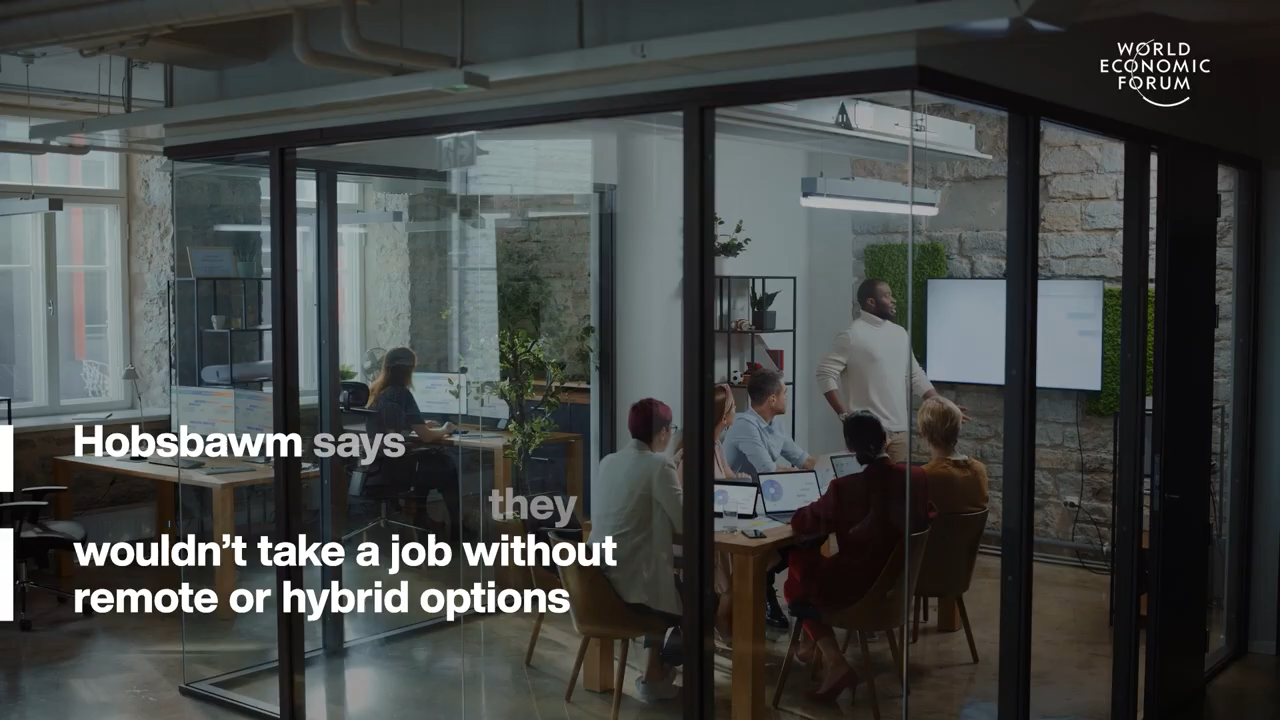 WORLD
ECONOMIC
FORUM
Hobsbawm says
they
wouldn't take a job without
remote or hybrid options